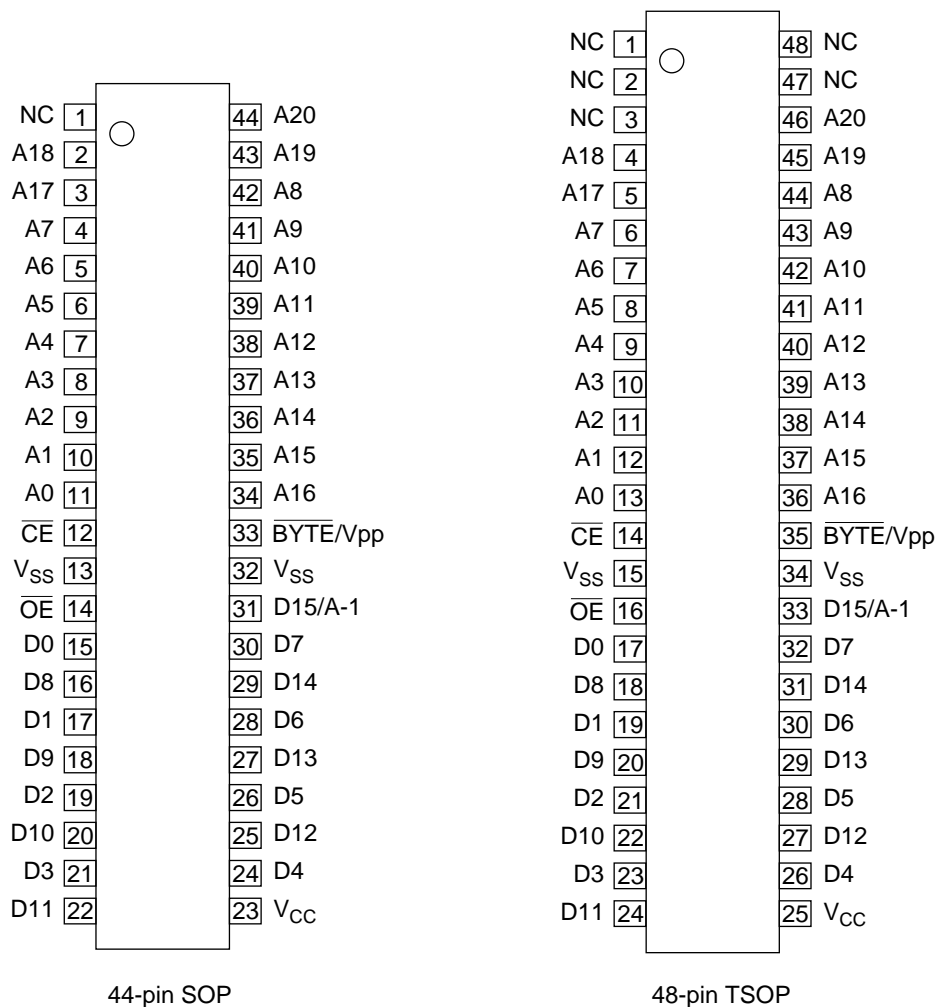 NC 1 44 A20
A18 2 43 A19
A17 3 42 A8
A7 4 41 A9
A6 5 40 A10
A5 6 39 A11
A4 7 38 A12
A3 8 37 A13
A2 9 36 A14
A1 10 35 A15
A0 11 34 A16
CE 12 33 BYTE/Vpp
VSS 13 32 VSS
OE 14 31 D15/A-1
D0 15 30 D7
D8 16 29 D14
D1 17 28 D6
D9 18 27 D13
D2 19 26 D5
D10 20 25 D12
D3 21 24 D4
D11 22 23 VCC
44-pin SOP
NC 1 48 NC
NC 2 47 NC
NC 3 46 A20
A18 4 45 A19
A17 5 44 A8
A7 6 43 A9
A6 7 42 A10
A5 8 41 A11
A4 9 40 A12
A3 10 39 A13
A2 11 38 A14
A1 12 37 A15
A0 13 36 A16
CE 14 35 BYTE/Vpp
VSS 15 34 VSS
OE 16 33 D15/A-1
D0 17 32 D7
D8 18 31 D14
D1 19 30 D6
D9 20 29 D13
D2 21 28 D5
D10 22 27 D12
D3 23 26 D4
D11 24 25 VCC
48-pin TSOP